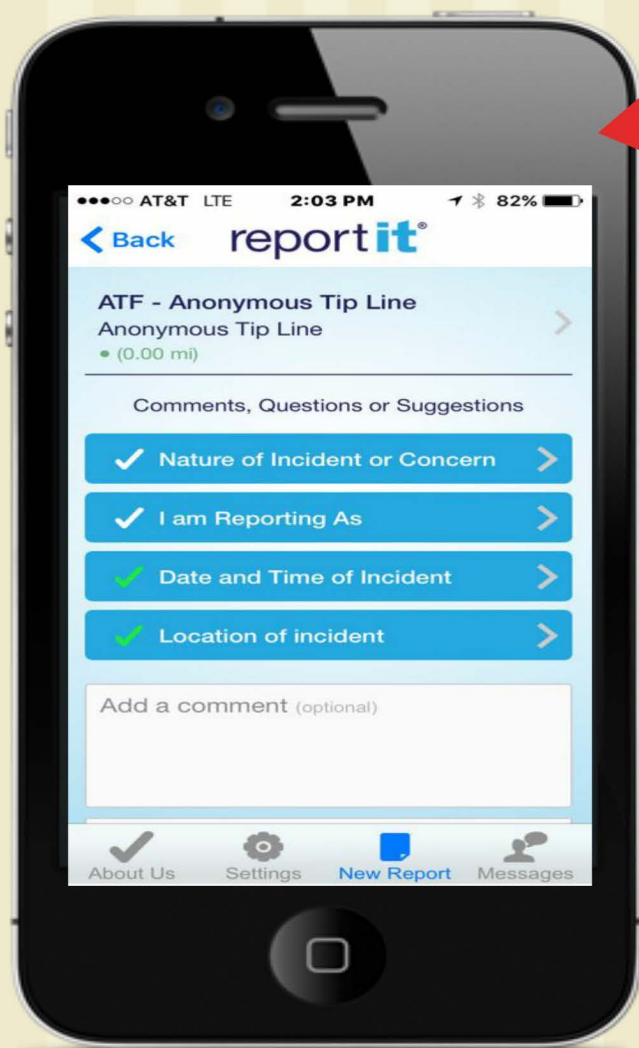 AT&T LTE 2:03 PM 82%
Back reportit®
ATF - Anonymous Tip Line
Anonymous Tip Line
• (0.00 mi)
Comments, Questions or Suggestions
Nature of Incident or Concern
I am Reporting As
Date and Time of Incident
Location of incident
Add a comment (optional)
About Us Settings New Report Messages